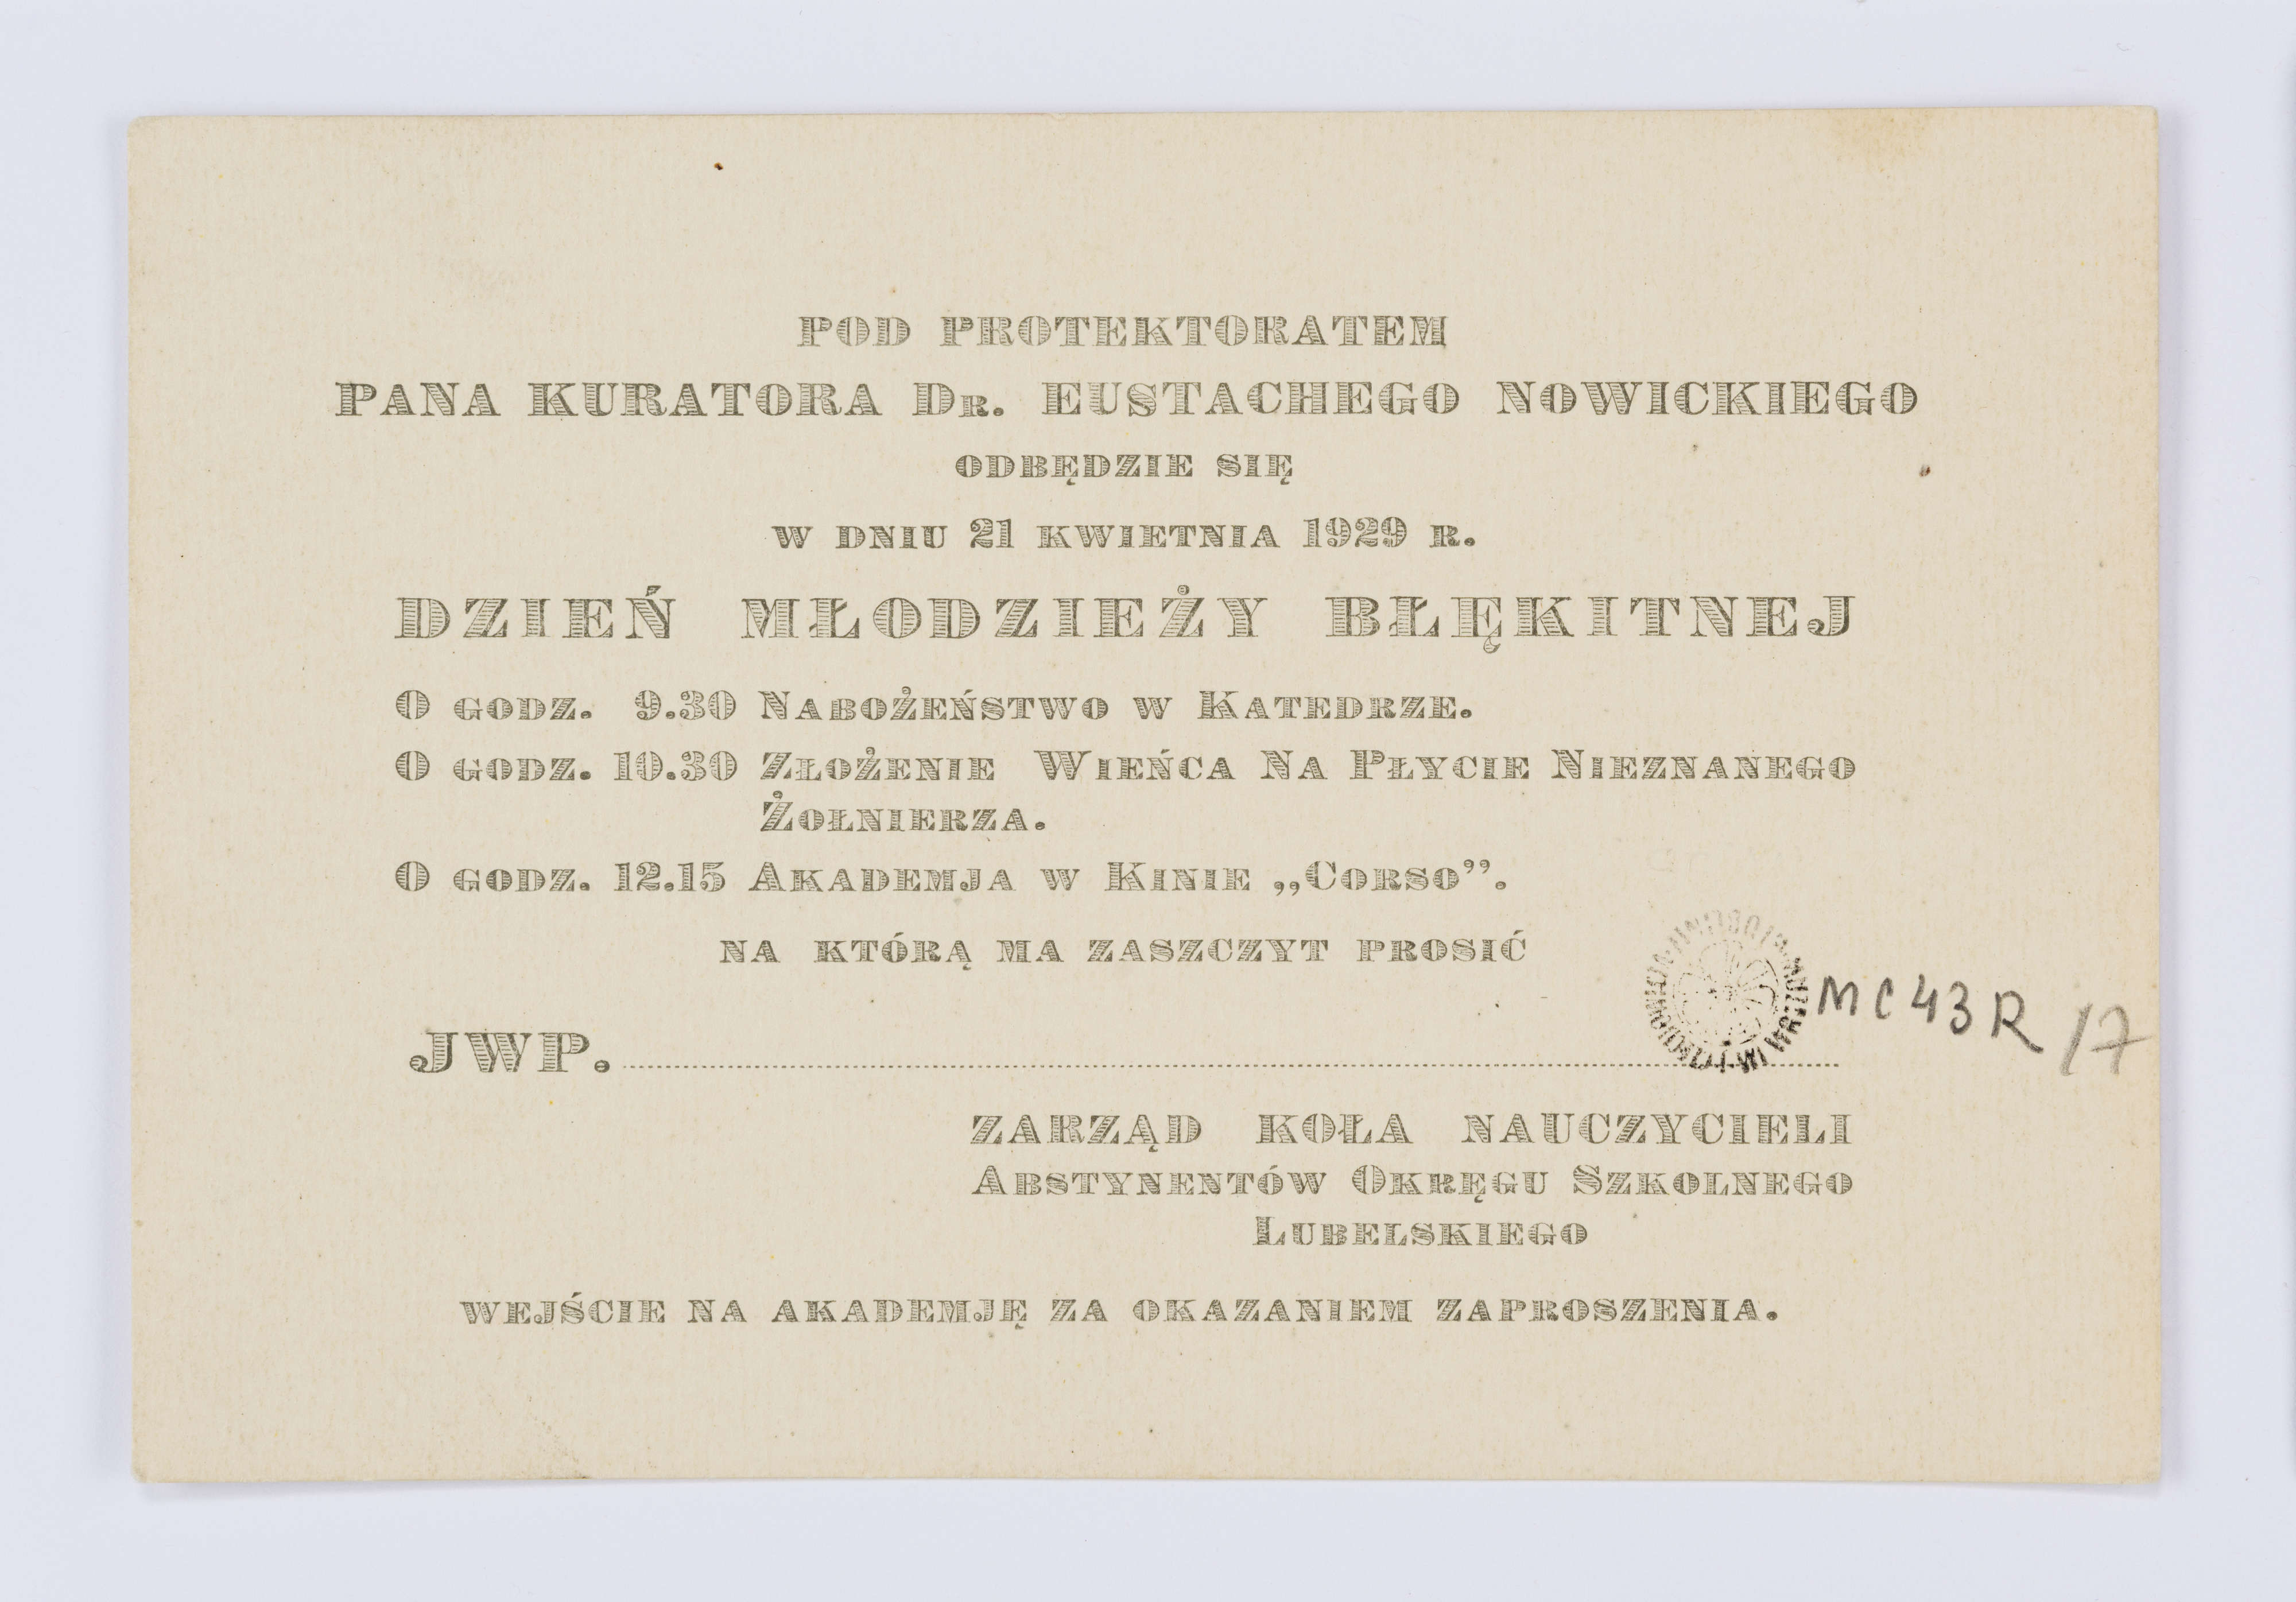 POD PROTEKTORATEM
PANA KURATORA DR. EUSTACHEGO NOWICKIEGO
ODBĘDZIE SIĘ
W DNIU 21 KWIETNIA 1929 R.
DZIEŃ MŁODZIEŻY BŁĘKITNEJ
O GODZ. 9.30 NABOŻEŃSTWO W KATEDRZE.
O GODZ. 10.30 ZŁOŻENIE WIEŃCA NA PŁYCIE NIEZNANEGO
ŻOŁNIERZA.
O GODZ. 12.15 AKADEMJA W KINIE „CORSO”.
NA KTÓRĄ MA ZASZCZYT PROSIĆ
MC43R/7
JWP.
ZARZĄD KOŁA NAUCZYCIELI
ABSTYNENTÓW OKRĘGU SZKOLNEGO
LUBELSKIEGO
WEJŚCIE NA AKADEMJĘ ZA OKAZANIEM ZAPROSZENIA.